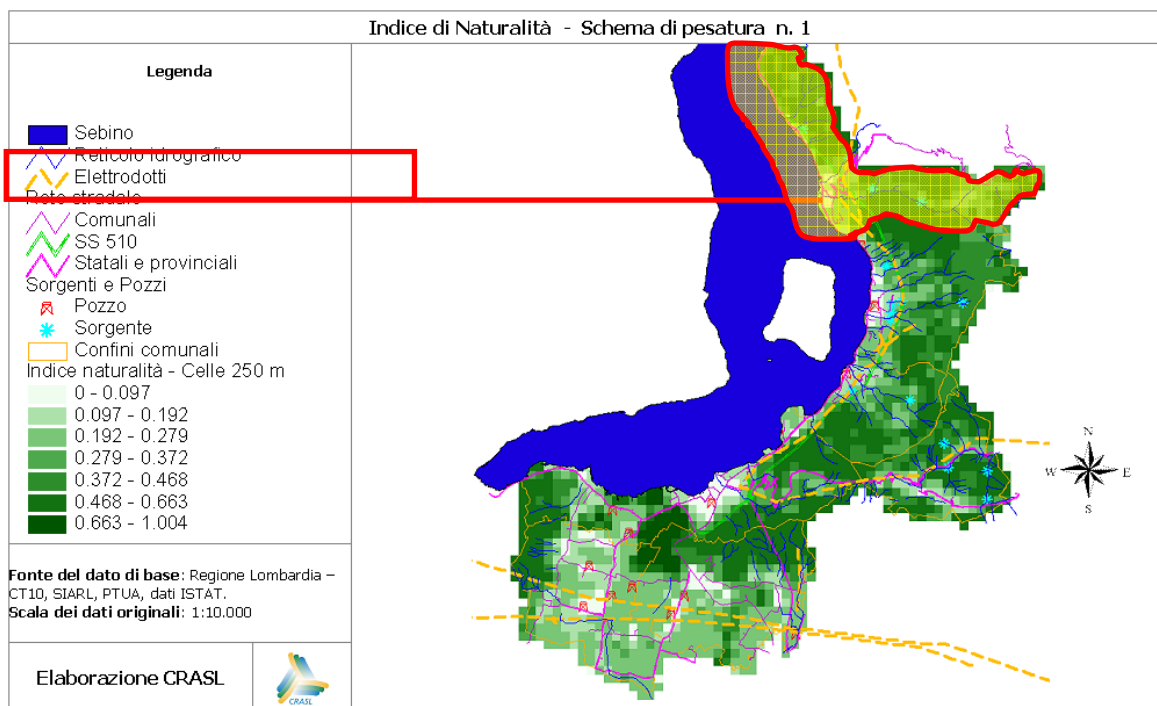 Indice di Naturalità - Schema di pesatura n. 1
Legenda
Sebino
Reticolo idrografico
Elettrodotti
Rete stradale
Comunali
SS 510
Statali e provinciali
Sorgenti e Pozzi
Pozzo
Sorgente
Confini comunali
Indice naturalità - Celle 250 m
0 - 0.097
0.097 - 0.192
0.192 - 0.279
0.279 - 0.372
0.372 - 0.468
0.468 - 0.663
0.663 - 1.004
N
W E
S
Fonte del dato di base: Regione Lombardia –
CT10, SIARL, PTUA, dati ISTAT.
Scala dei dati originali: 1:10.000
Elaborazione CRASL
CRASL